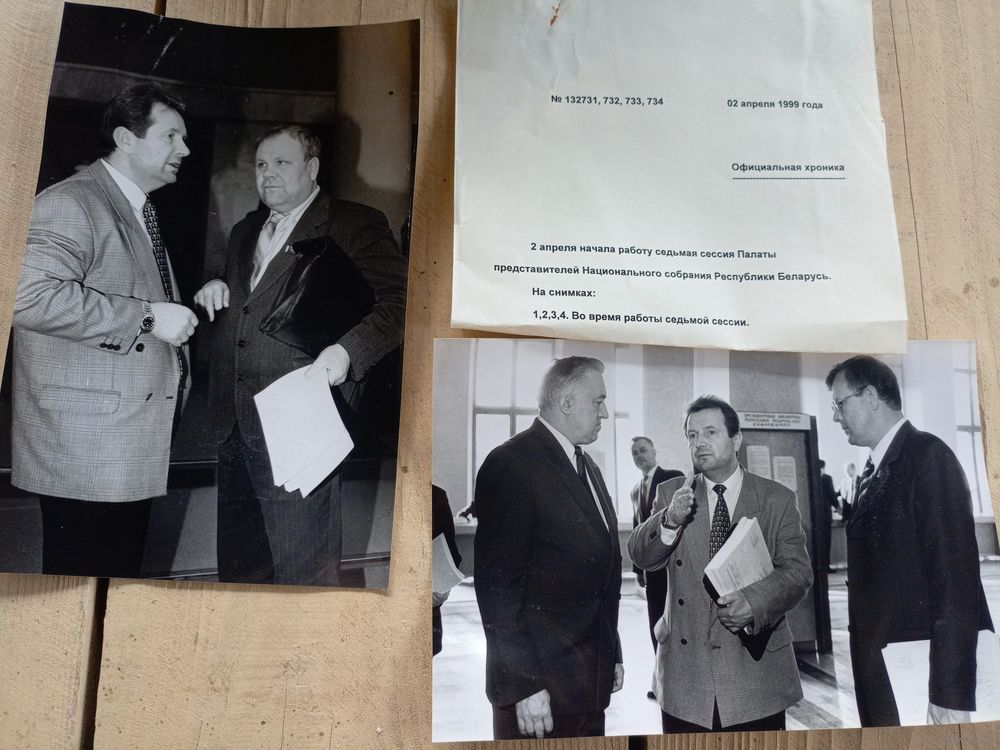 № 132731, 732, 733, 734 02 апреля 1999 года
Официальная хроника
2 апреля начала работу седьмая сессия Палаты
представителей Национального собрания Республики Беларусь.
На снимках:
1,2,3,4. Во время работы седьмой сессии.